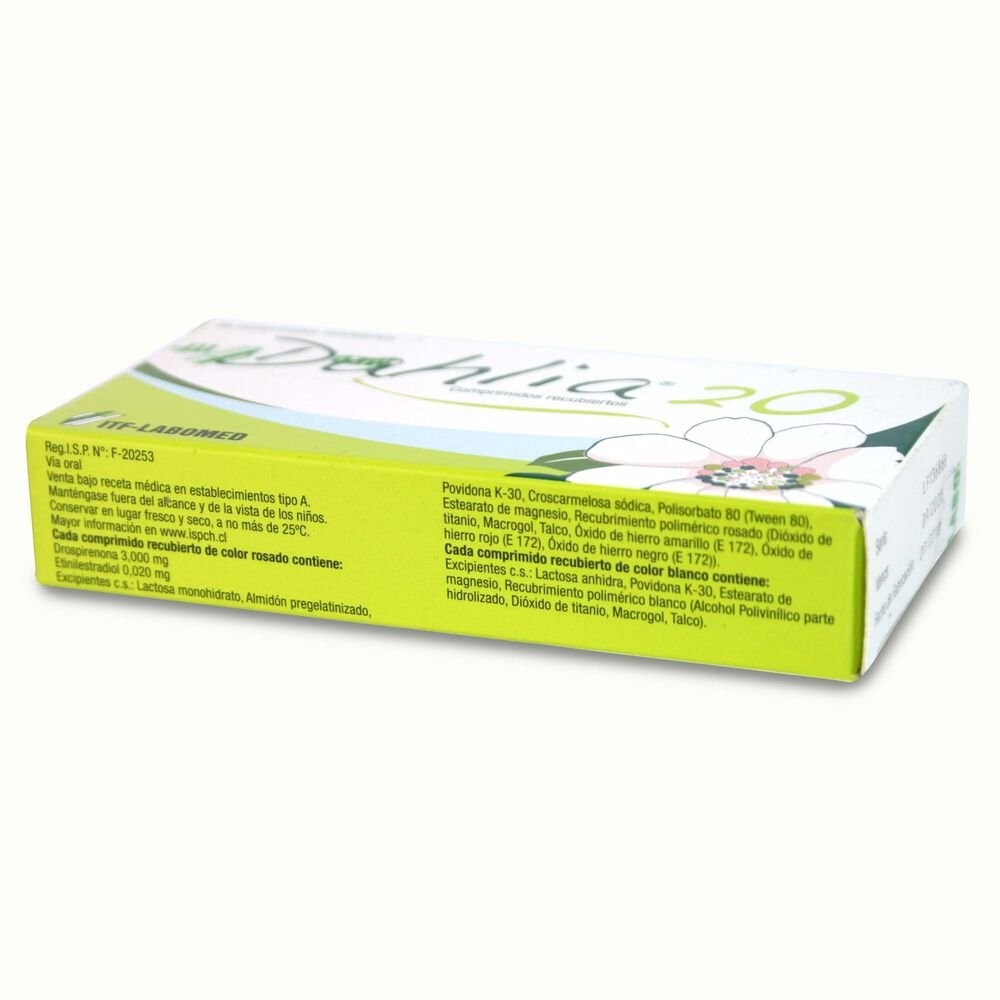 Dahlia® 20
Comprimidos recubiertos
ITF-LABOMED
Reg.I.S.P. N°: F-20253
Vía oral
Venta bajo receta médica en establecimientos tipo A.
Manténgase fuera del alcance y de la vista de los niños.
Conservar en lugar fresco y seco, a no más de 25ºC.
Mayor información en www.ispch.cl
Cada comprimido recubierto de color rosado contiene:
Drospirenona 3,000 mg
Etinilestradiol 0,020 mg
Excipientes c.s.: Lactosa monohidrato, Almidón pregelatinizado,
Povidona K-30, Croscarmelosa sódica, Polisorbato 80 (Tween 80),
Estearato de magnesio, Recubrimiento polimérico rosado (Dióxido de
titanio, Macrogol, Talco, Óxido de hierro amarillo (E 172), Óxido de
hierro rojo (E 172), Óxido de hierro negro (E 172)).
Cada comprimido recubierto de color blanco contiene:
Excipientes c.s.: Lactosa anhidra, Povidona K-30, Estearato de
magnesio, Recubrimiento polimérico blanco (Alcohol Polivinílico parte
hidrolizado, Dióxido de titanio, Macrogol, Talco).
Serie: